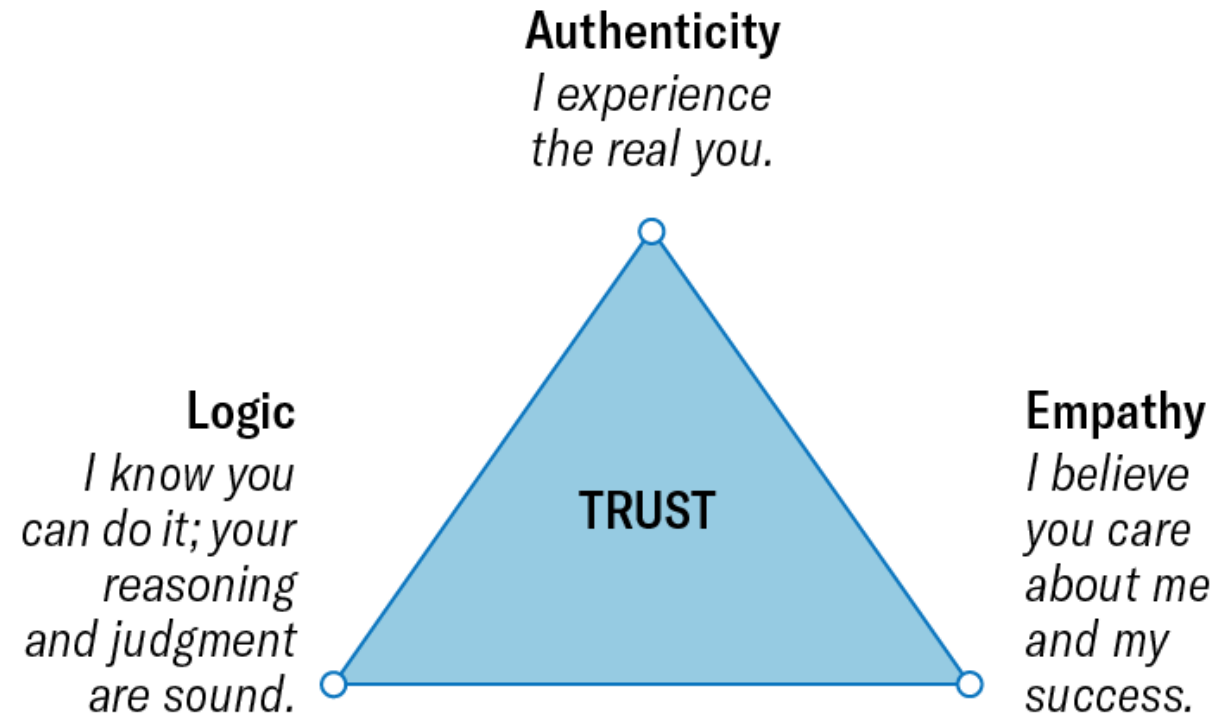 Authenticity
I experience
the real you.
Logic
I know you
can do it; your
reasoning
and judgment
are sound.
TRUST
Empathy
I believe
you care
about me
and my
success.